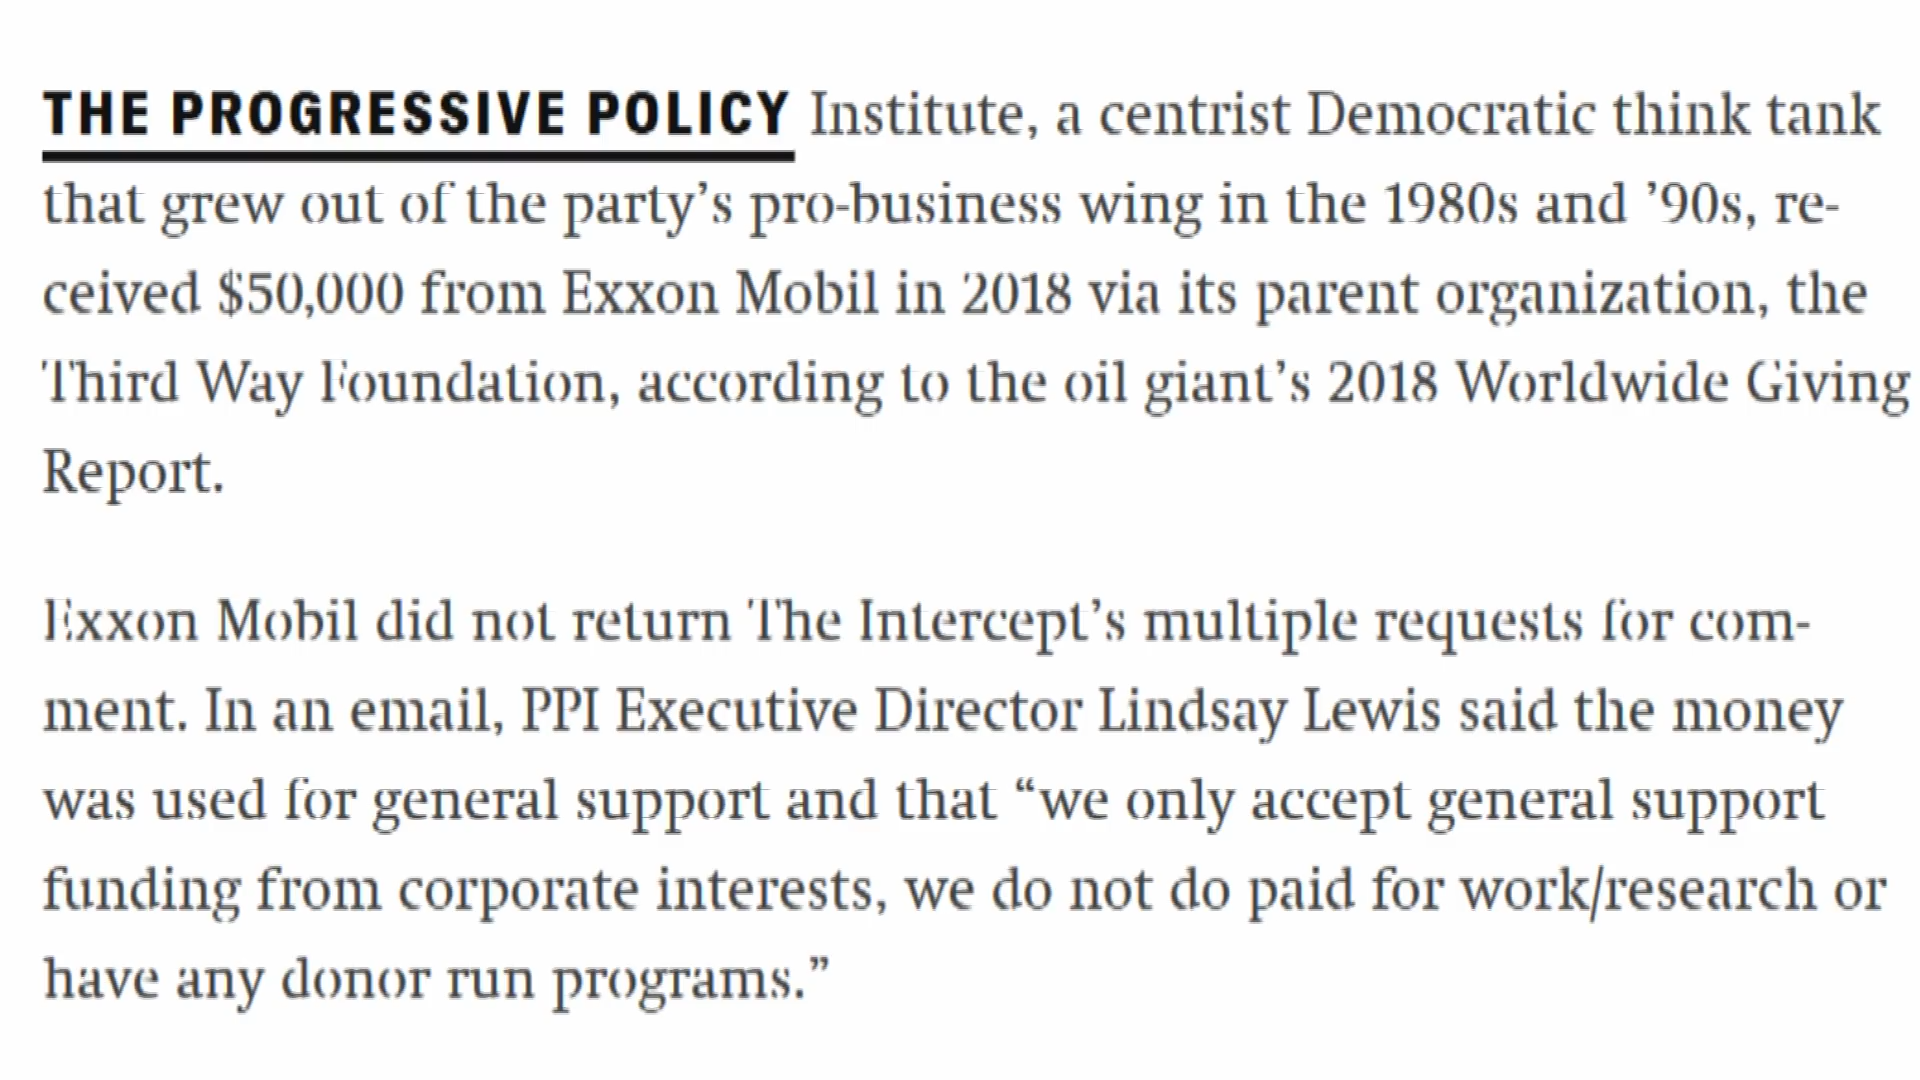 THE PROGRESSIVE POLICY Institute, a centrist Democratic think tank
that grew out of the party’s pro-business wing in the 1980s and ’90s, re-
ceived $50,000 from Exxon Mobil in 2018 via its parent organization, the
Third Way Foundation, according to the oil giant’s 2018 Worldwide Giving
Report.
Exxon Mobil did not return The Intercept’s multiple requests for com-
ment. In an email, PPI Executive Director Lindsay Lewis said the money
was used for general support and that “we only accept general support
funding from corporate interests, we do not do paid for work/research or
have any donor run programs.”